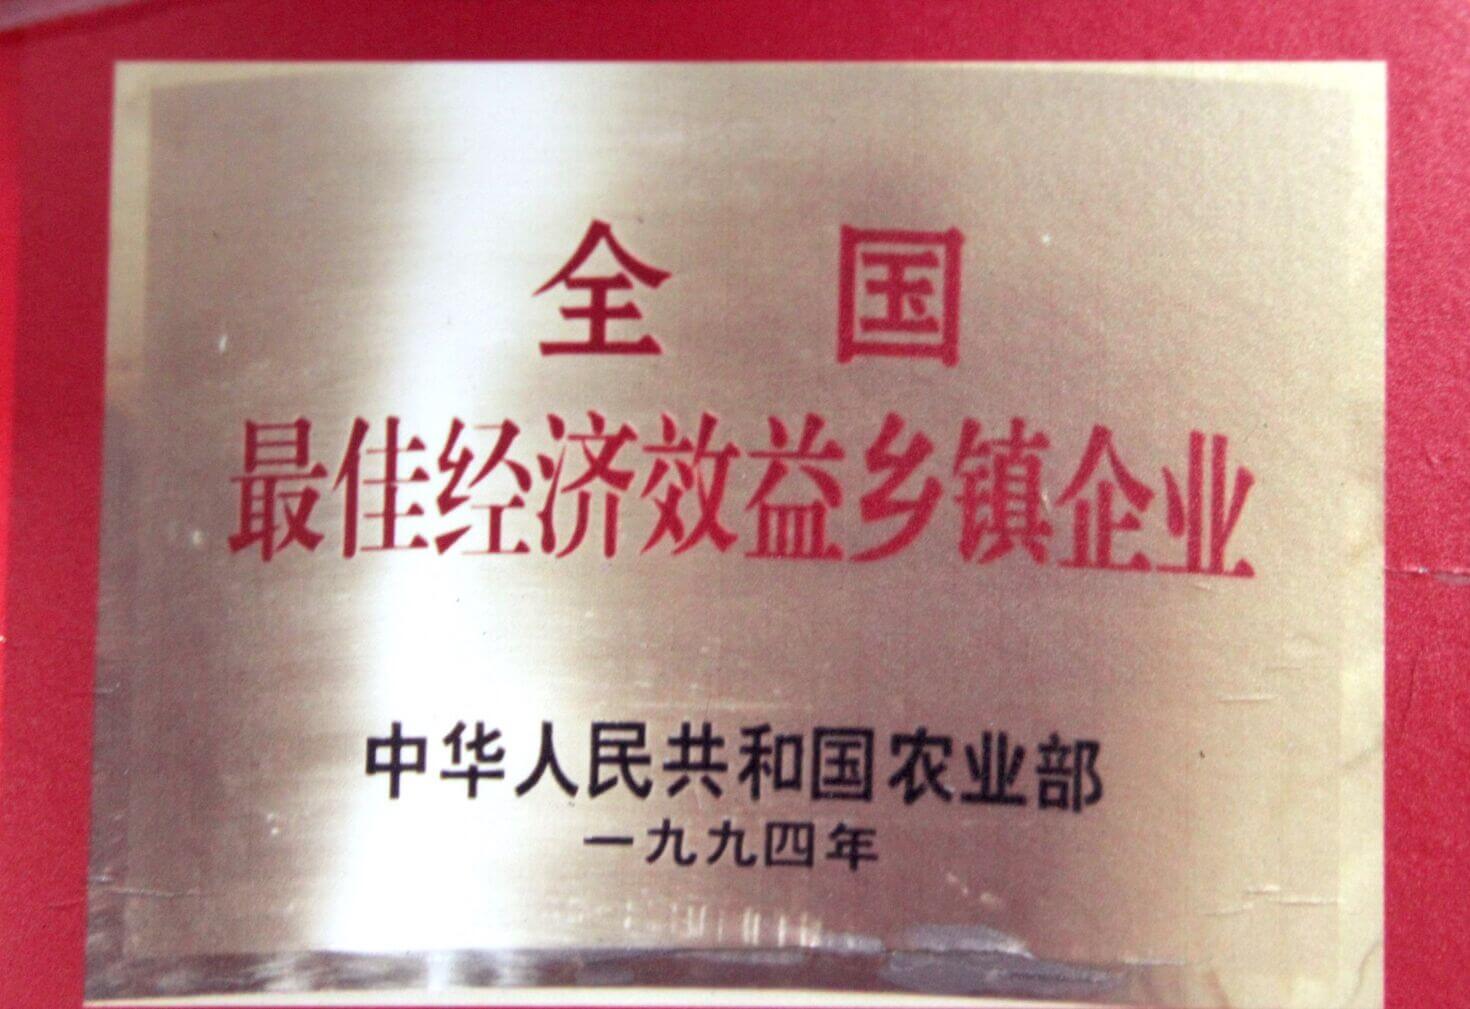 全国
最佳经济效益乡镇企业
中华人民共和国农业部
一九九四年